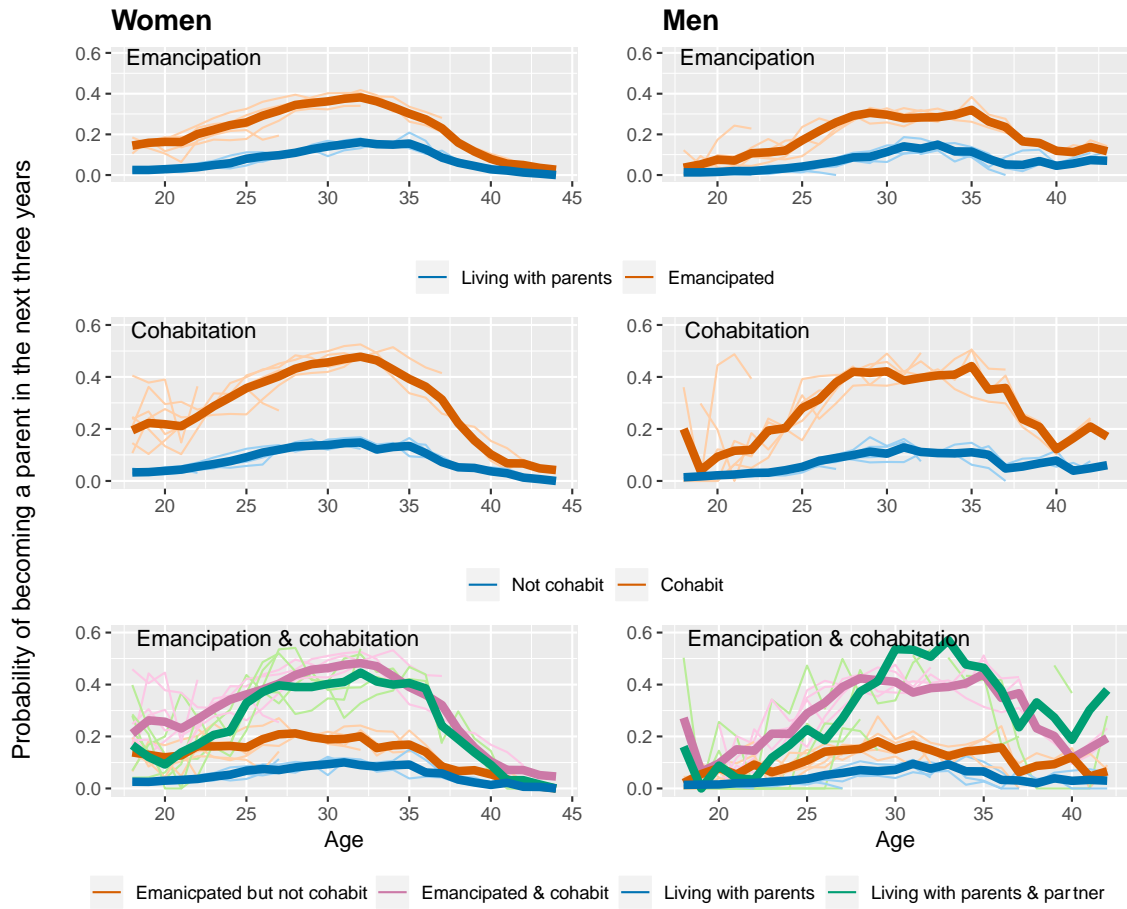 Women
Men
Probability of becoming a parent in the next three years
Emancipation
0.6
0.4
0.2
0.0
20 25 30 35 40 45
Emancipation
0.6
0.4
0.2
0.0
20 25 30 35 40
Living with parents Emancipated
Cohabitation
0.6
0.4
0.2
0.0
20 25 30 35 40 45
Cohabitation
0.6
0.4
0.2
0.0
20 25 30 35 40
Not cohabit Cohabit
Emancipation & cohabitation
0.6
0.4
0.2
0.0
20 25 30 35 40 45
Age
Emancipation & cohabitation
0.6
0.4
0.2
0.0
20 25 30 35 40
Age
Emanicpated but not cohabit Emancipated & cohabit Living with parents Living with parents & partner